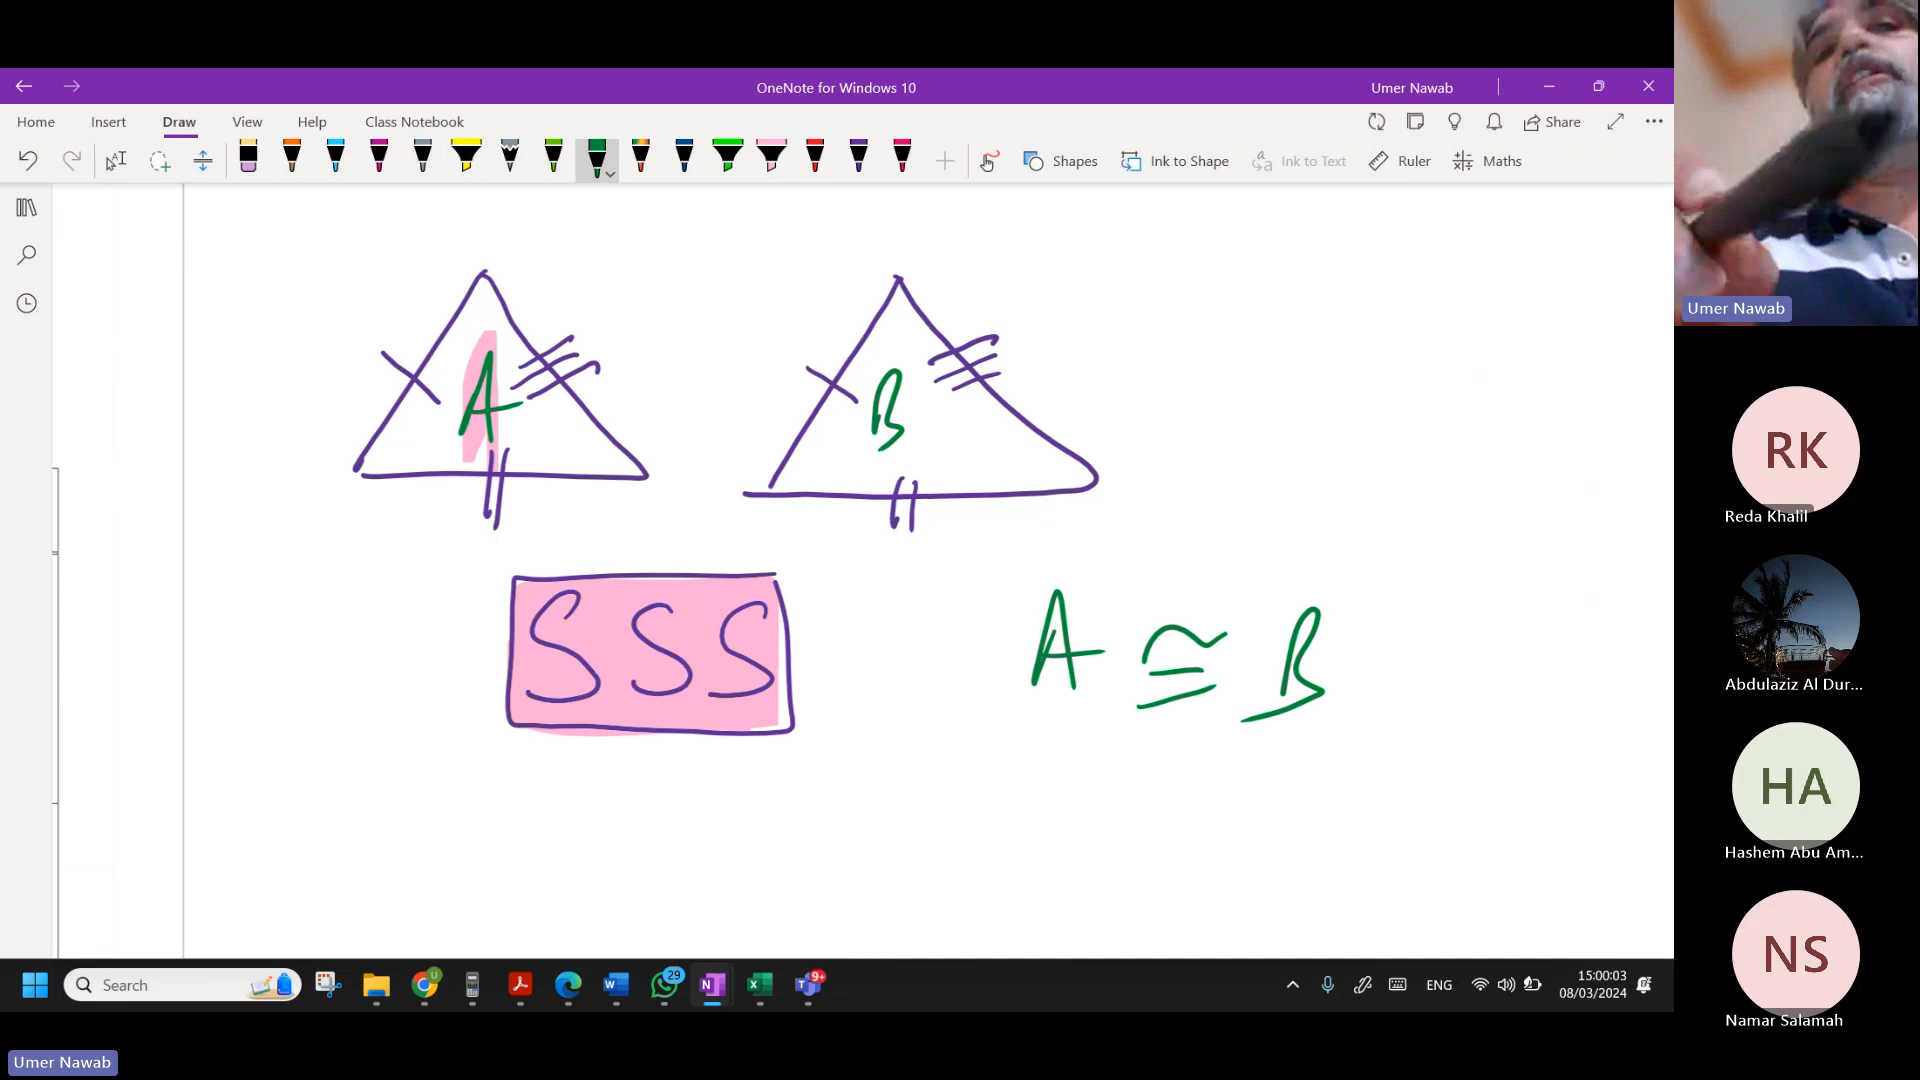 OneNote for Windows 10
Umer Nawab
Home Insert Draw View Help Class Notebook
Share
Shapes Ink to Shape Ink to Text Ruler Maths
A B
SSS
A ≅ B
Umer Nawab
RK
Reda Khalil
Abdulaziz Al Dur...
HA
Hashem Abu Am...
NS
Namar Salamah
Search
29
9+
ENG
15:00:03
08/03/2024
Umer Nawab